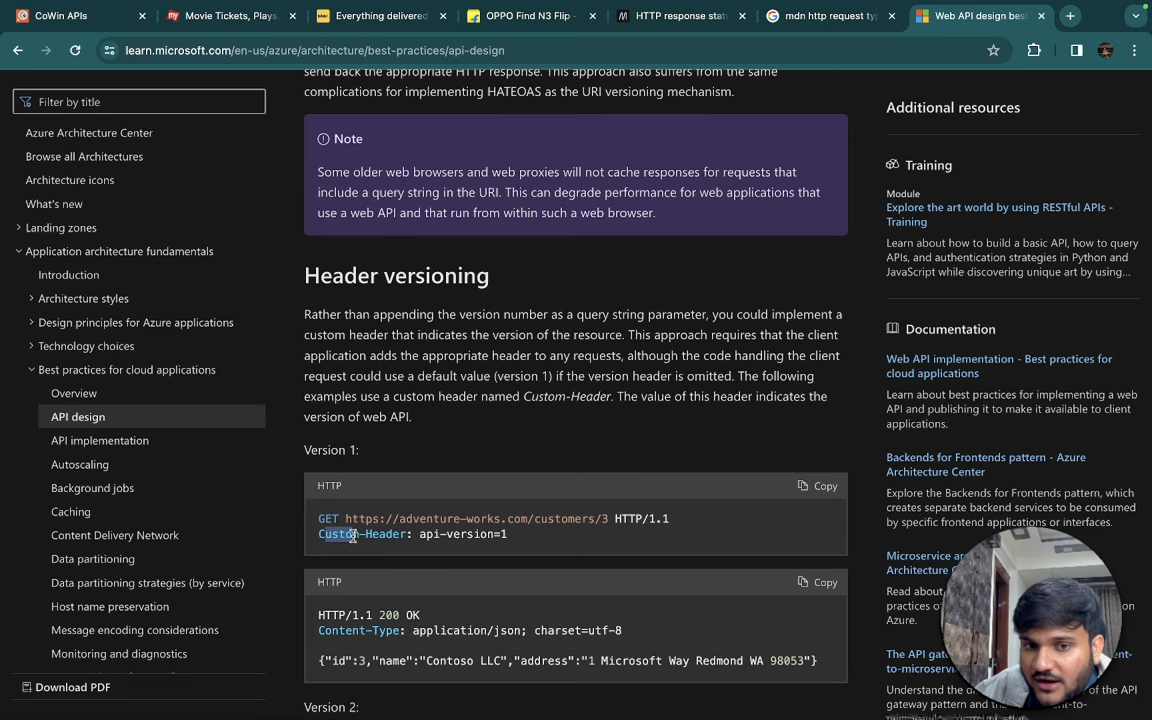 CoWin APIs
Movie Tickets, Plays,
Everything delivered
OPPO Find N3 Flip -
HTTP response stat
mdn http request typ
Web API design bes
learn.microsoft.com/en-us/azure/architecture/best-practices/api-design
Filter by title
Azure Architecture Center
Browse all Architectures
Architecture icons
What's new
Landing zones
Application architecture fundamentals
Introduction
Architecture styles
Design principles for Azure applications
Technology choices
Best practices for cloud applications
Overview
API design
API implementation
Autoscaling
Background jobs
Caching
Content Delivery Network
Data partitioning
Data partitioning strategies (by service)
Host name preservation
Message encoding considerations
Monitoring and diagnostics
Download PDF
send back the appropriate HTTP response. This approach also suffers from the same
complications for implementing HATEOAS as the URI versioning mechanism.
Note
Some older web browsers and web proxies will not cache responses for requests that
include a query string in the URI. This can degrade performance for web applications that
use a web API and that run from within such a web browser.
Header versioning
Rather than appending the version number as a query string parameter, you could implement a
custom header that indicates the version of the resource. This approach requires that the client
application adds the appropriate header to any requests, although the code handling the client
request could use a default value (version 1) if the version header is omitted. The following
examples use a custom header named Custom-Header. The value of this header indicates the
version of web API.
Version 1:
HTTP
Copy
GET https://adventure-works.com/customers/3 HTTP/1.1
Custom-Header: api-version=1
HTTP
Copy
HTTP/1.1 200 OK
Content-Type: application/json; charset=utf-8
{"id":3,"name":"Contoso LLC","address":"1 Microsoft Way Redmond WA 98053"}
Version 2:
Additional resources
Training
Module
Explore the art world by using RESTful APIs -
Training
Learn about how to build a basic API, how to query
APIs, and authentication strategies in Python and
JavaScript while discovering unique art by using...
Documentation
Web API implementation - Best practices for
cloud applications
Learn about best practices for implementing a web
API and publishing it to make it available to client
applications.
Backends for Frontends pattern - Azure
Architecture Center
Explore the Backends for Frontends pattern, which
creates separate backend services to be consumed
by specific frontend applications or interfaces.
Microservice
Architecture
Read about
practices of
Azure.
The API
to-micros
Understand the of the API
gateway pattern and the